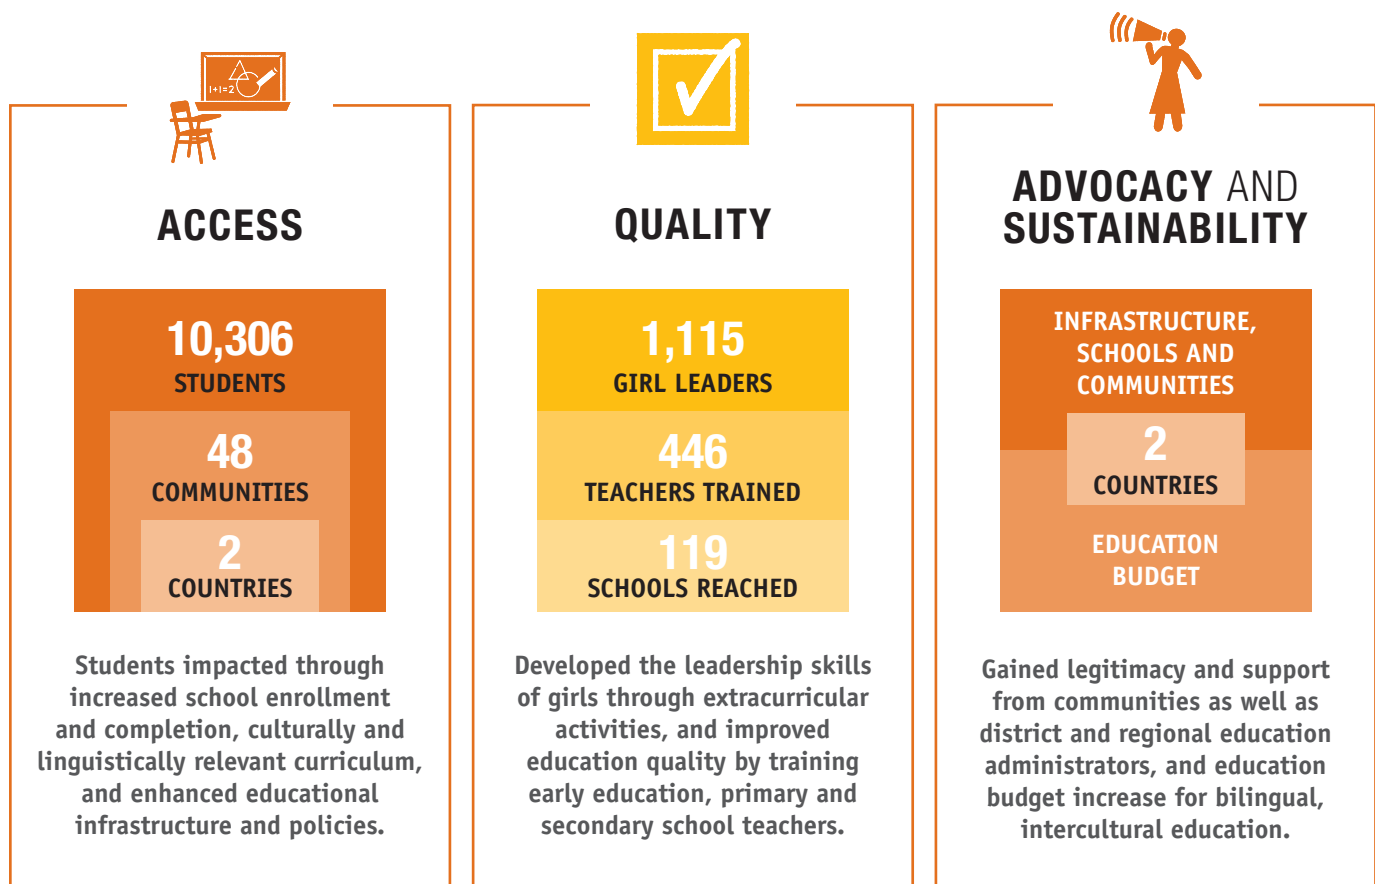 1+1=2
ACCESS
10,306
STUDENTS
48
COMMUNITIES
2
COUNTRIES
Students impacted through
increased school enrollment
and completion, culturally and
linguistically relevant curriculum,
and enhanced educational
infrastructure and policies.
QUALITY
1,115
GIRL LEADERS
446
TEACHERS TRAINED
119
SCHOOLS REACHED
Developed the leadership skills
of girls through extracurricular
activities, and improved
education quality by training
early education, primary and
secondary school teachers.
ADVOCACY AND
SUSTAINABILITY
INFRASTRUCTURE,
SCHOOLS AND
COMMUNITIES
2
COUNTRIES
EDUCATION
BUDGET
Gained legitimacy and support
from communities as well as
district and regional education
administrators, and education
budget increase for bilingual,
intercultural education.